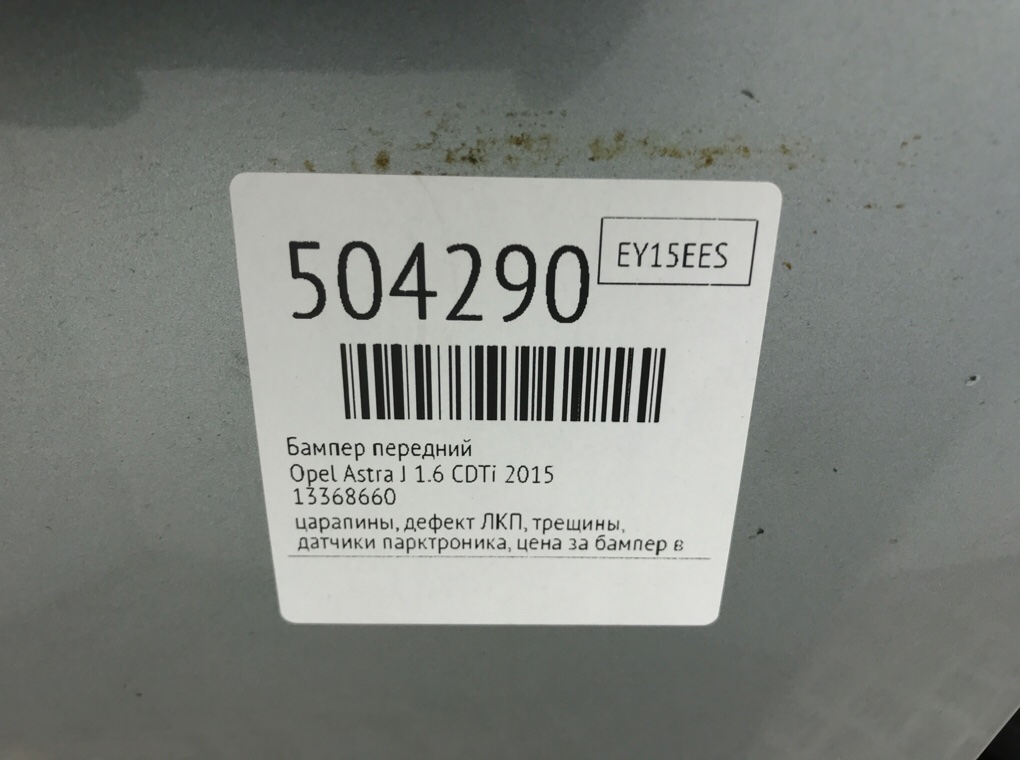 504290
EY15EES
Бампер передний
Opel Astra J 1.6 CDTi 2015
13368660
царапины, дефект ЛКП, трещины,
датчики парктроника, цена за бампер в